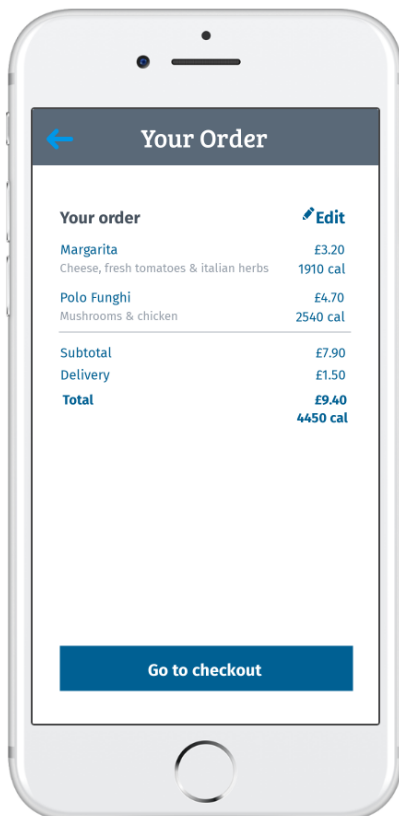 Your Order
Your order Edit
Margarita £3.20
Cheese, fresh tomatoes & italian herbs 1910 cal
Polo Funghi £4.70
Mushrooms & chicken 2540 cal
Subtotal £7.90
Delivery £1.50
Total £9.40
4450 cal
Go to checkout